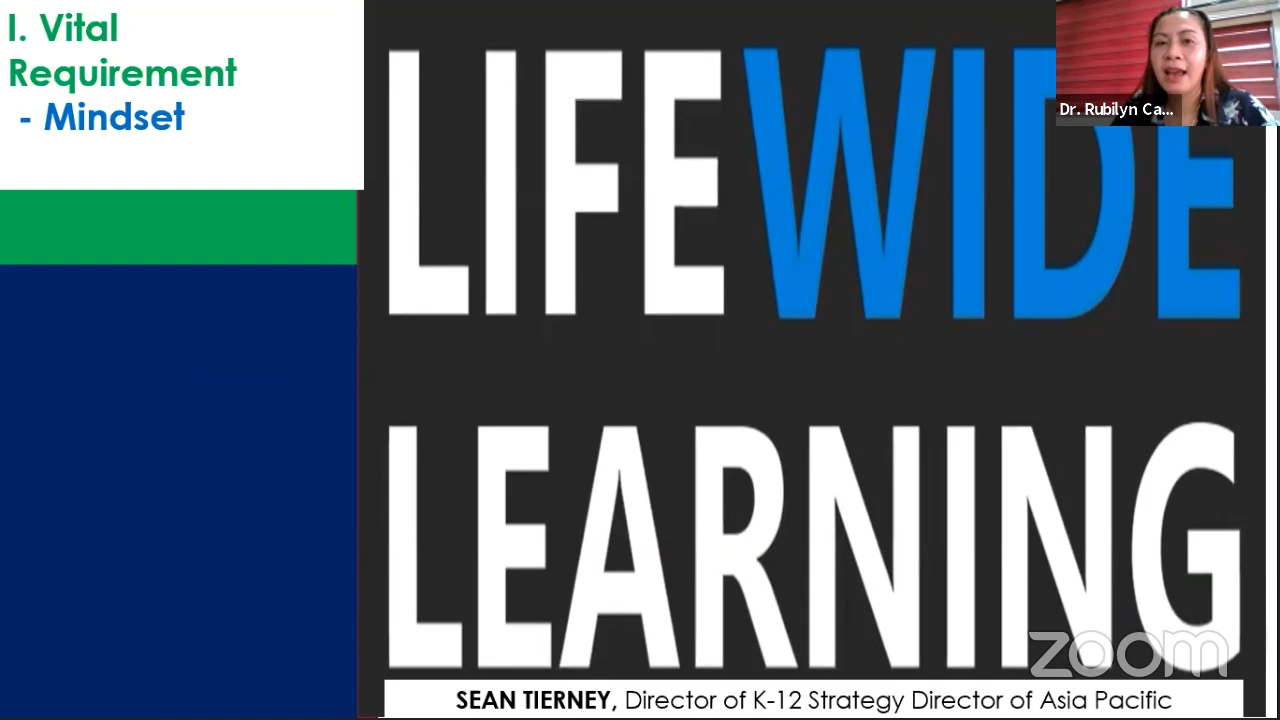 I. Vital
Requirement
- Mindset
LIFEWIDE
LEARNING
Dr. Rubilyn Ca...
zoom
SEAN TIERNEY, Director of K-12 Strategy Director of Asia Pacific